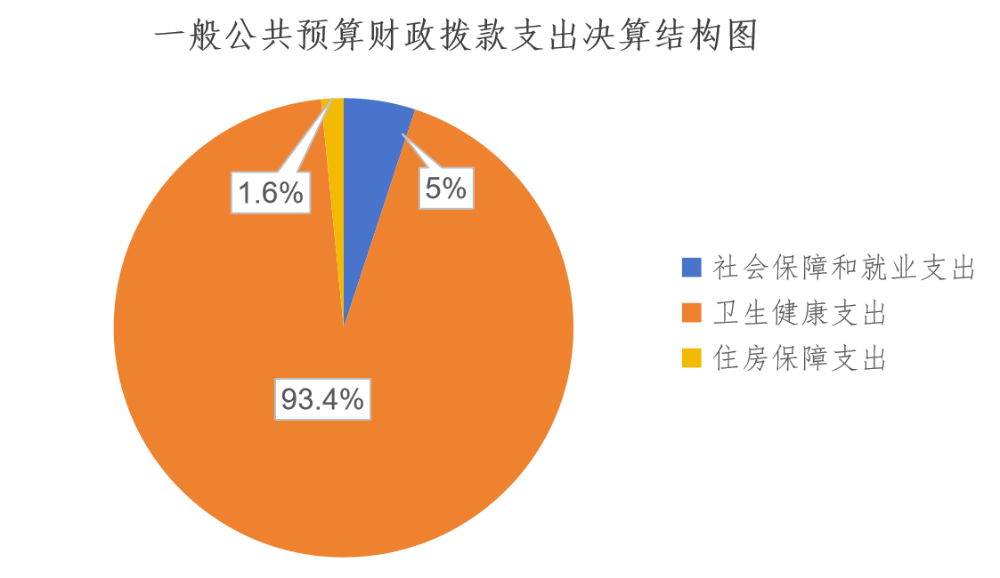 一般公共预算财政拨款支出决算结构图
1.6%
5%
93.4%
社会保障和就业支出
卫生健康支出
住房保障支出